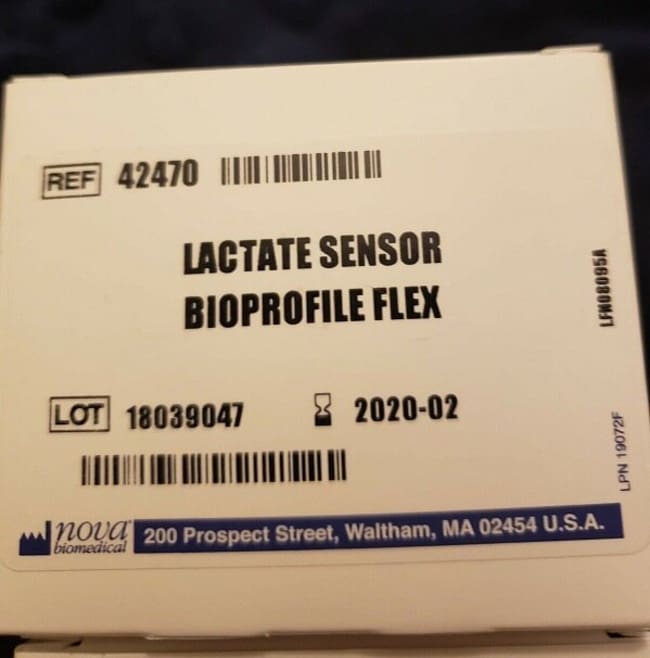 REF 42470
LACTATE SENSOR
BIOPROFILE FLEX
LFN08095A
LOT 18039047 2020-02
LPN 19072F
nova biomedical
200 Prospect Street, Waltham, MA 02454 U.S.A.